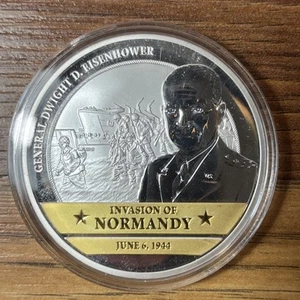 GENERAL DWIGHT D. EISENHOWER
INVASION OF
NORMANDY
JUNE 6, 1944